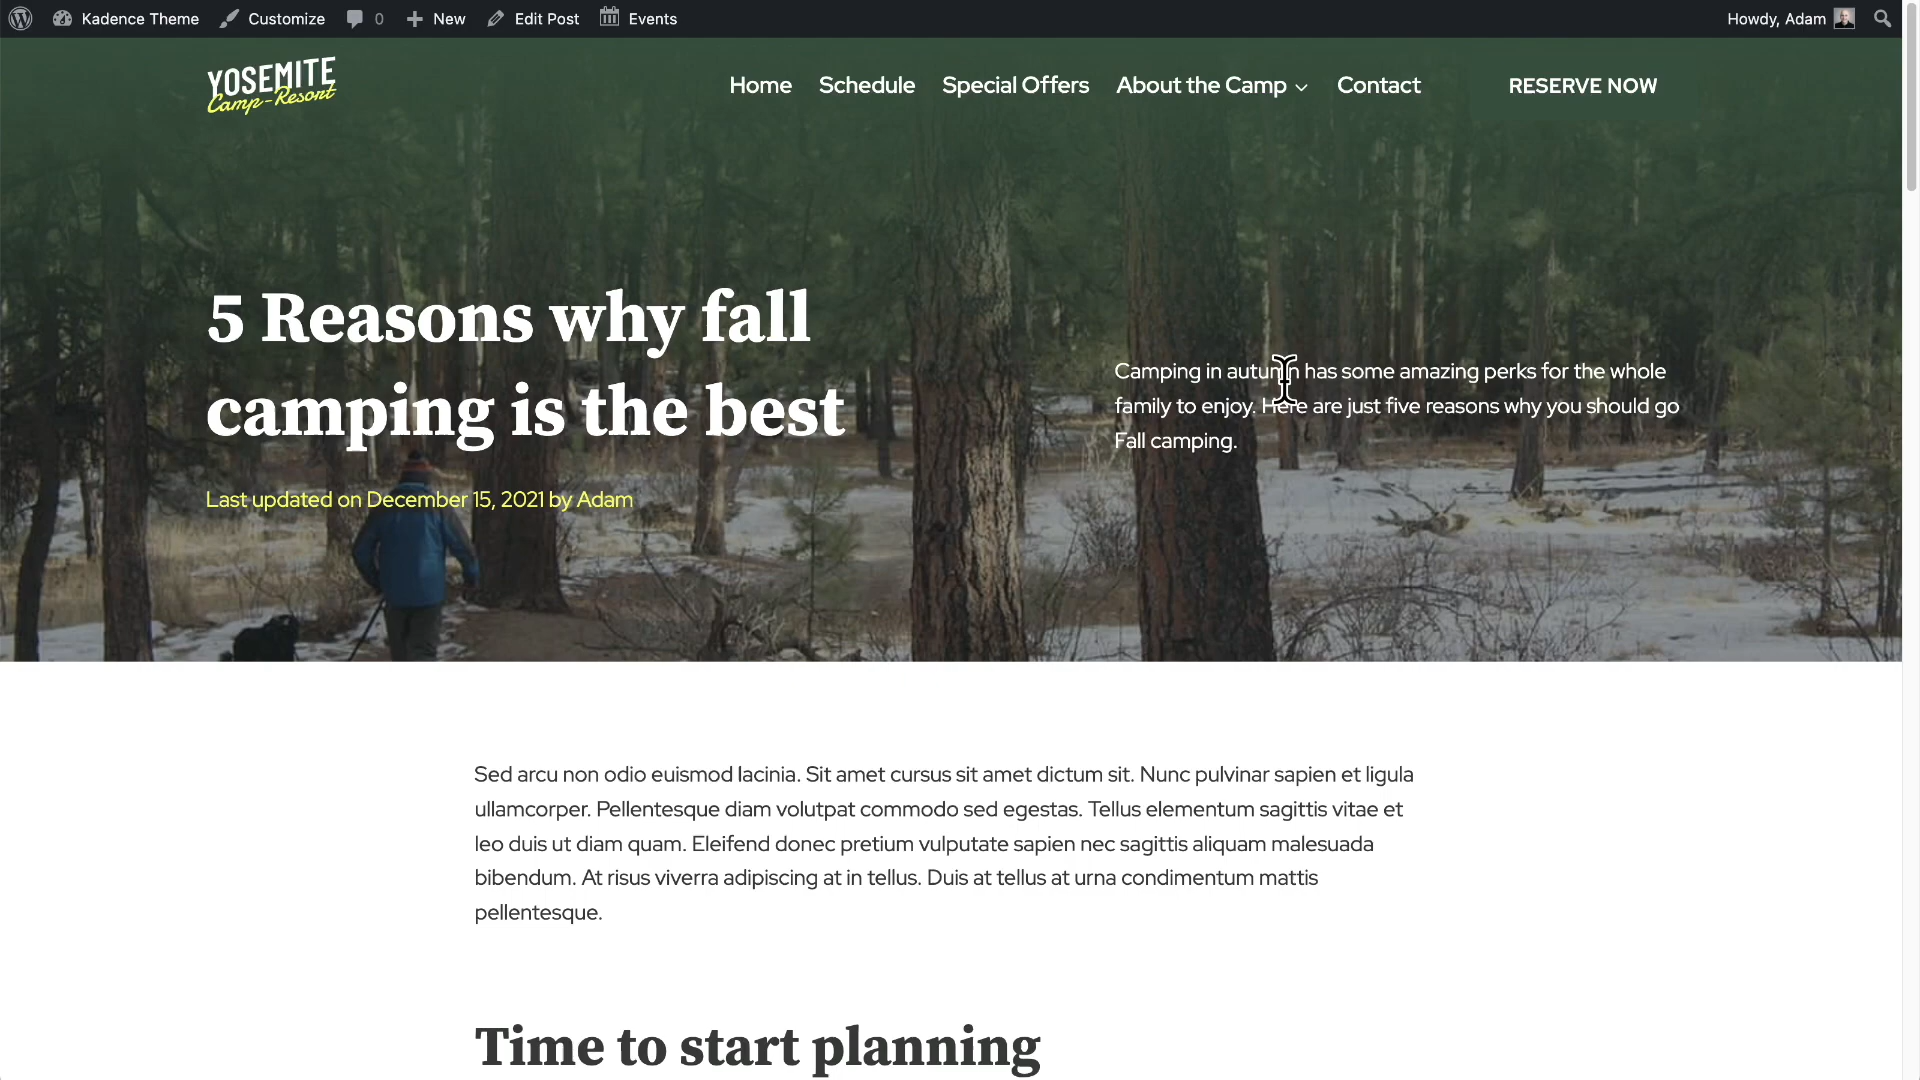 Kadence Theme Customize 0 New Edit Post Events Howdy, Adam
YOSEMITE
Camp-Resort
Home Schedule Special Offers About the Camp Contact RESERVE NOW
5 Reasons why fall
camping is the best
Last updated on December 15, 2021 by Adam
Camping in autumn has some amazing perks for the whole
family to enjoy. Here are just five reasons why you should go
Fall camping.
Sed arcu non odio euismod lacinia. Sit amet cursus sit amet dictum sit. Nunc pulvinar sapien et ligula
ullamcorper. Pellentesque diam volutpat commodo sed egestas. Tellus elementum sagittis vitae et
leo duis ut diam quam. Eleifend donec pretium vulputate sapien nec sagittis aliquam malesuada
bibendum. At risus viverra adipiscing at in tellus. Duis at tellus at urna condimentum mattis
pellentesque.
Time to start planning